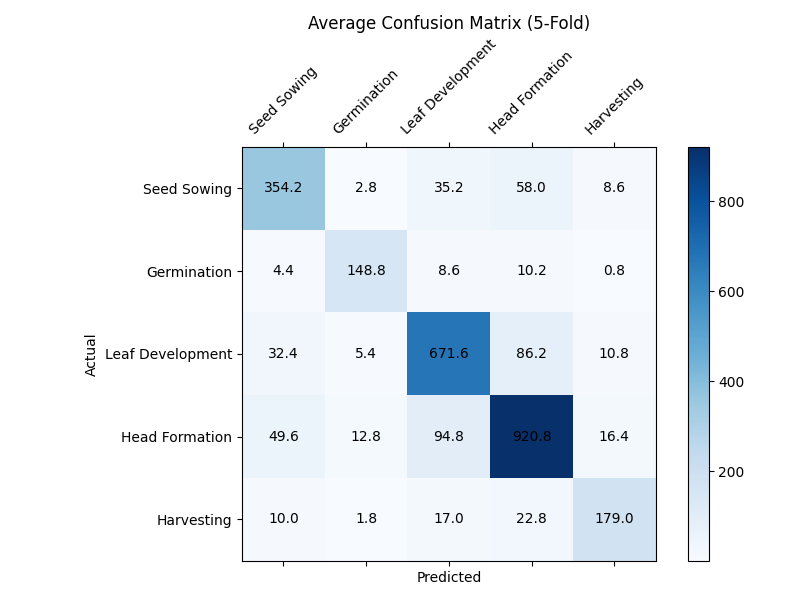 Average Confusion Matrix (5-Fold)
Seed Sowing Germination Leaf Development Head Formation Harvesting
Seed Sowing 354.2 2.8 35.2 58.0 8.6
Germination 4.4 148.8 8.6 10.2 0.8
Leaf Development 32.4 5.4 671.6 86.2 10.8
Head Formation 49.6 12.8 94.8 920.8 16.4
Harvesting 10.0 1.8 17.0 22.8 179.0
Actual
Predicted
800
600
400
200